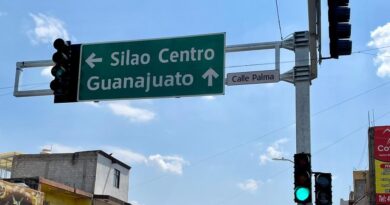 ← Silao Centro
Guanajuato ↑
Calle Palma